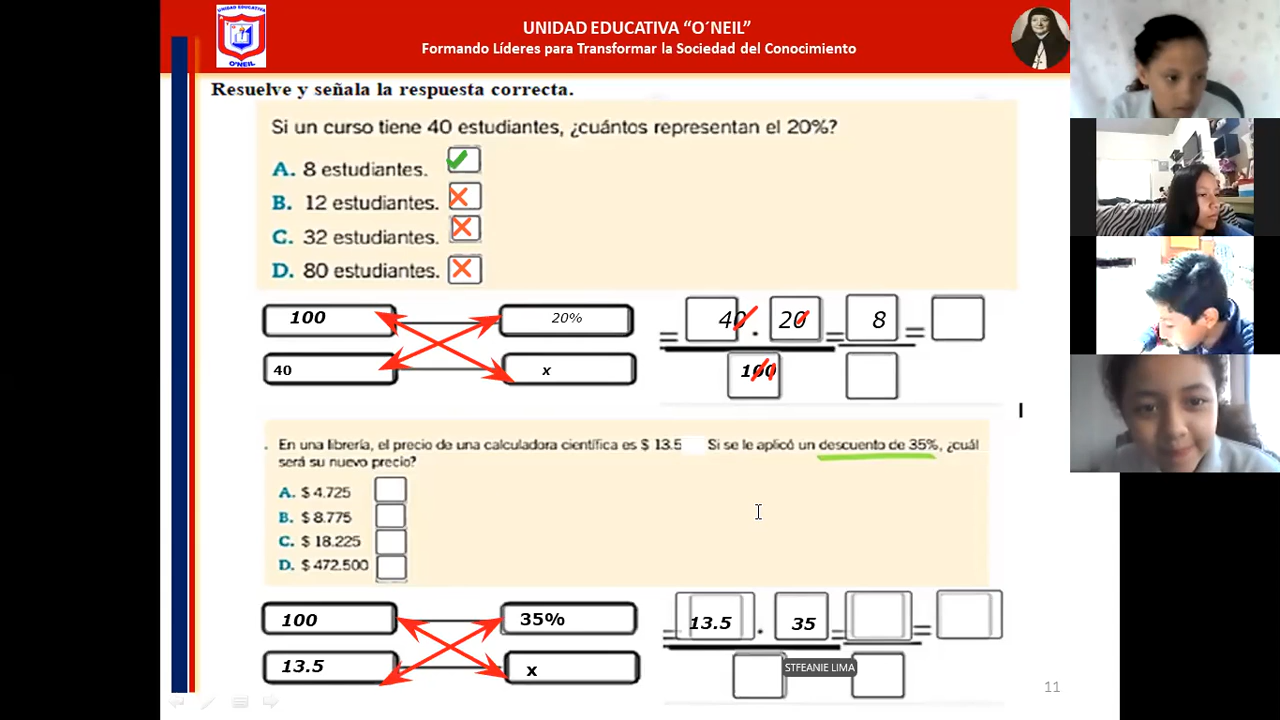 UNIDAD EDUCATIVA
O´NEIL
UNIDAD EDUCATIVA “O´NEIL”
Formando Líderes para Transformar la Sociedad del Conocimiento
Resuelve y señala la respuesta correcta.
Si un curso tiene 40 estudiantes, ¿cuántos representan el 20%?
A. 8 estudiantes.
B. 12 estudiantes.
C. 32 estudiantes.
D. 80 estudiantes.
100 20%
40 x
= 40 . 20 = 8 =
100
. En una librería, el precio de una calculadora científica es $ 13.5 Si se le aplicó un descuento de 35%, ¿cuál
será su nuevo precio?
A. $ 4.725
B. $ 8.775
C. $ 18.225
D. $ 472.500
100 35%
13.5 x
= 13.5 . 35 = =
STFEANIE LIMA
11